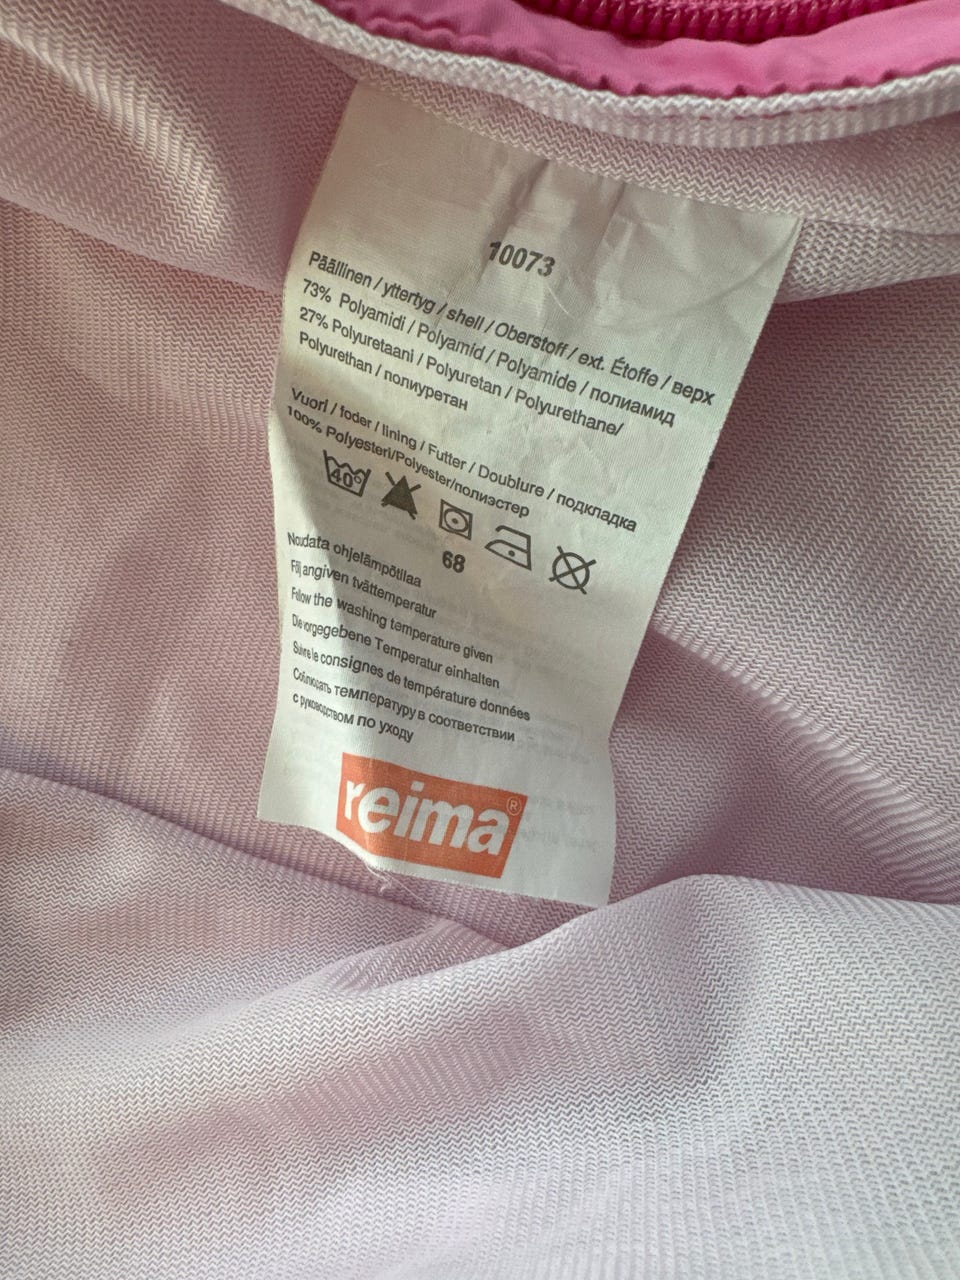 10073
Päällinen / yttertyg / shell / Oberstoff / ext. Étoffe / верх
73% Polyamidi / Polyamid / Polyamide / полиамид
27% Polyuretaani / Polyuretan / Polyurethane/
Polyurethan / полиуретан
Vuori / foder / lining / Futter / Doublure / подкладка
100% Polyesteri/Polyester/полиэстер
40°
68
Noudata ohjelämpötilaa
Följ angiven tvättemperatur
Follow the washing temperature given
Die vorgegebene Temperatur einhalten
Suivre le consignes de température données
Соблюдать температуру в соответствии
с руководством по уходу
reima®